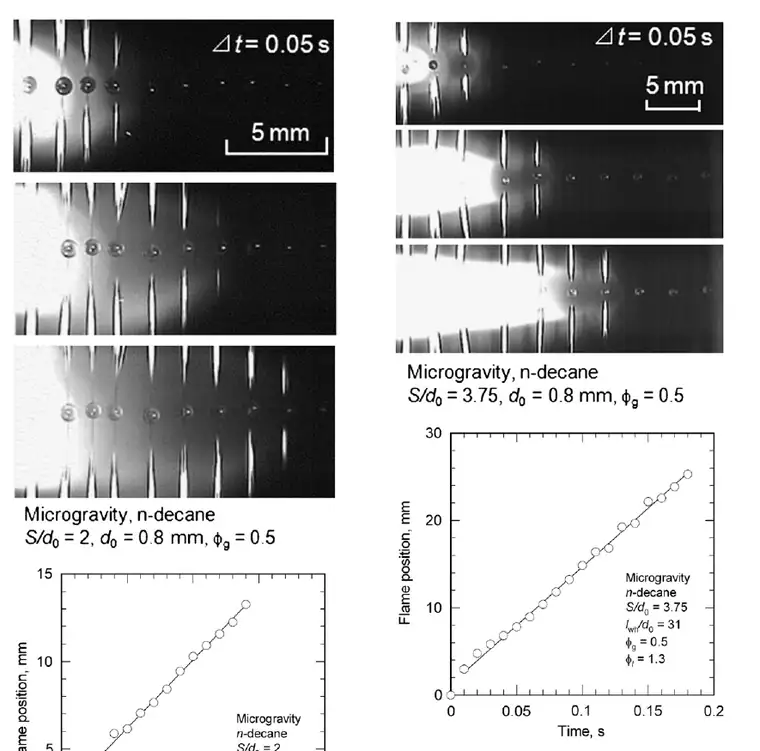 ⊿t = 0.05 s
5 mm
Microgravity, n-decane
S/d₀ = 2, d₀ = 0.8 mm, ϕg = 0.5
15
10
5
Flame position, mm
Microgravity
n-decane
⊿t = 0.05 s
5 mm
Microgravity, n-decane
S/d₀ = 3.75, d₀ = 0.8 mm, ϕg = 0.5
30
20
10
0
Flame position, mm
Microgravity
n-decane
S/d₀ = 3.75
lwn/d₀ = 31
ϕg = 0.5
ϕl = 1.3
0 0.05 0.1 0.15 0.2
Time, s